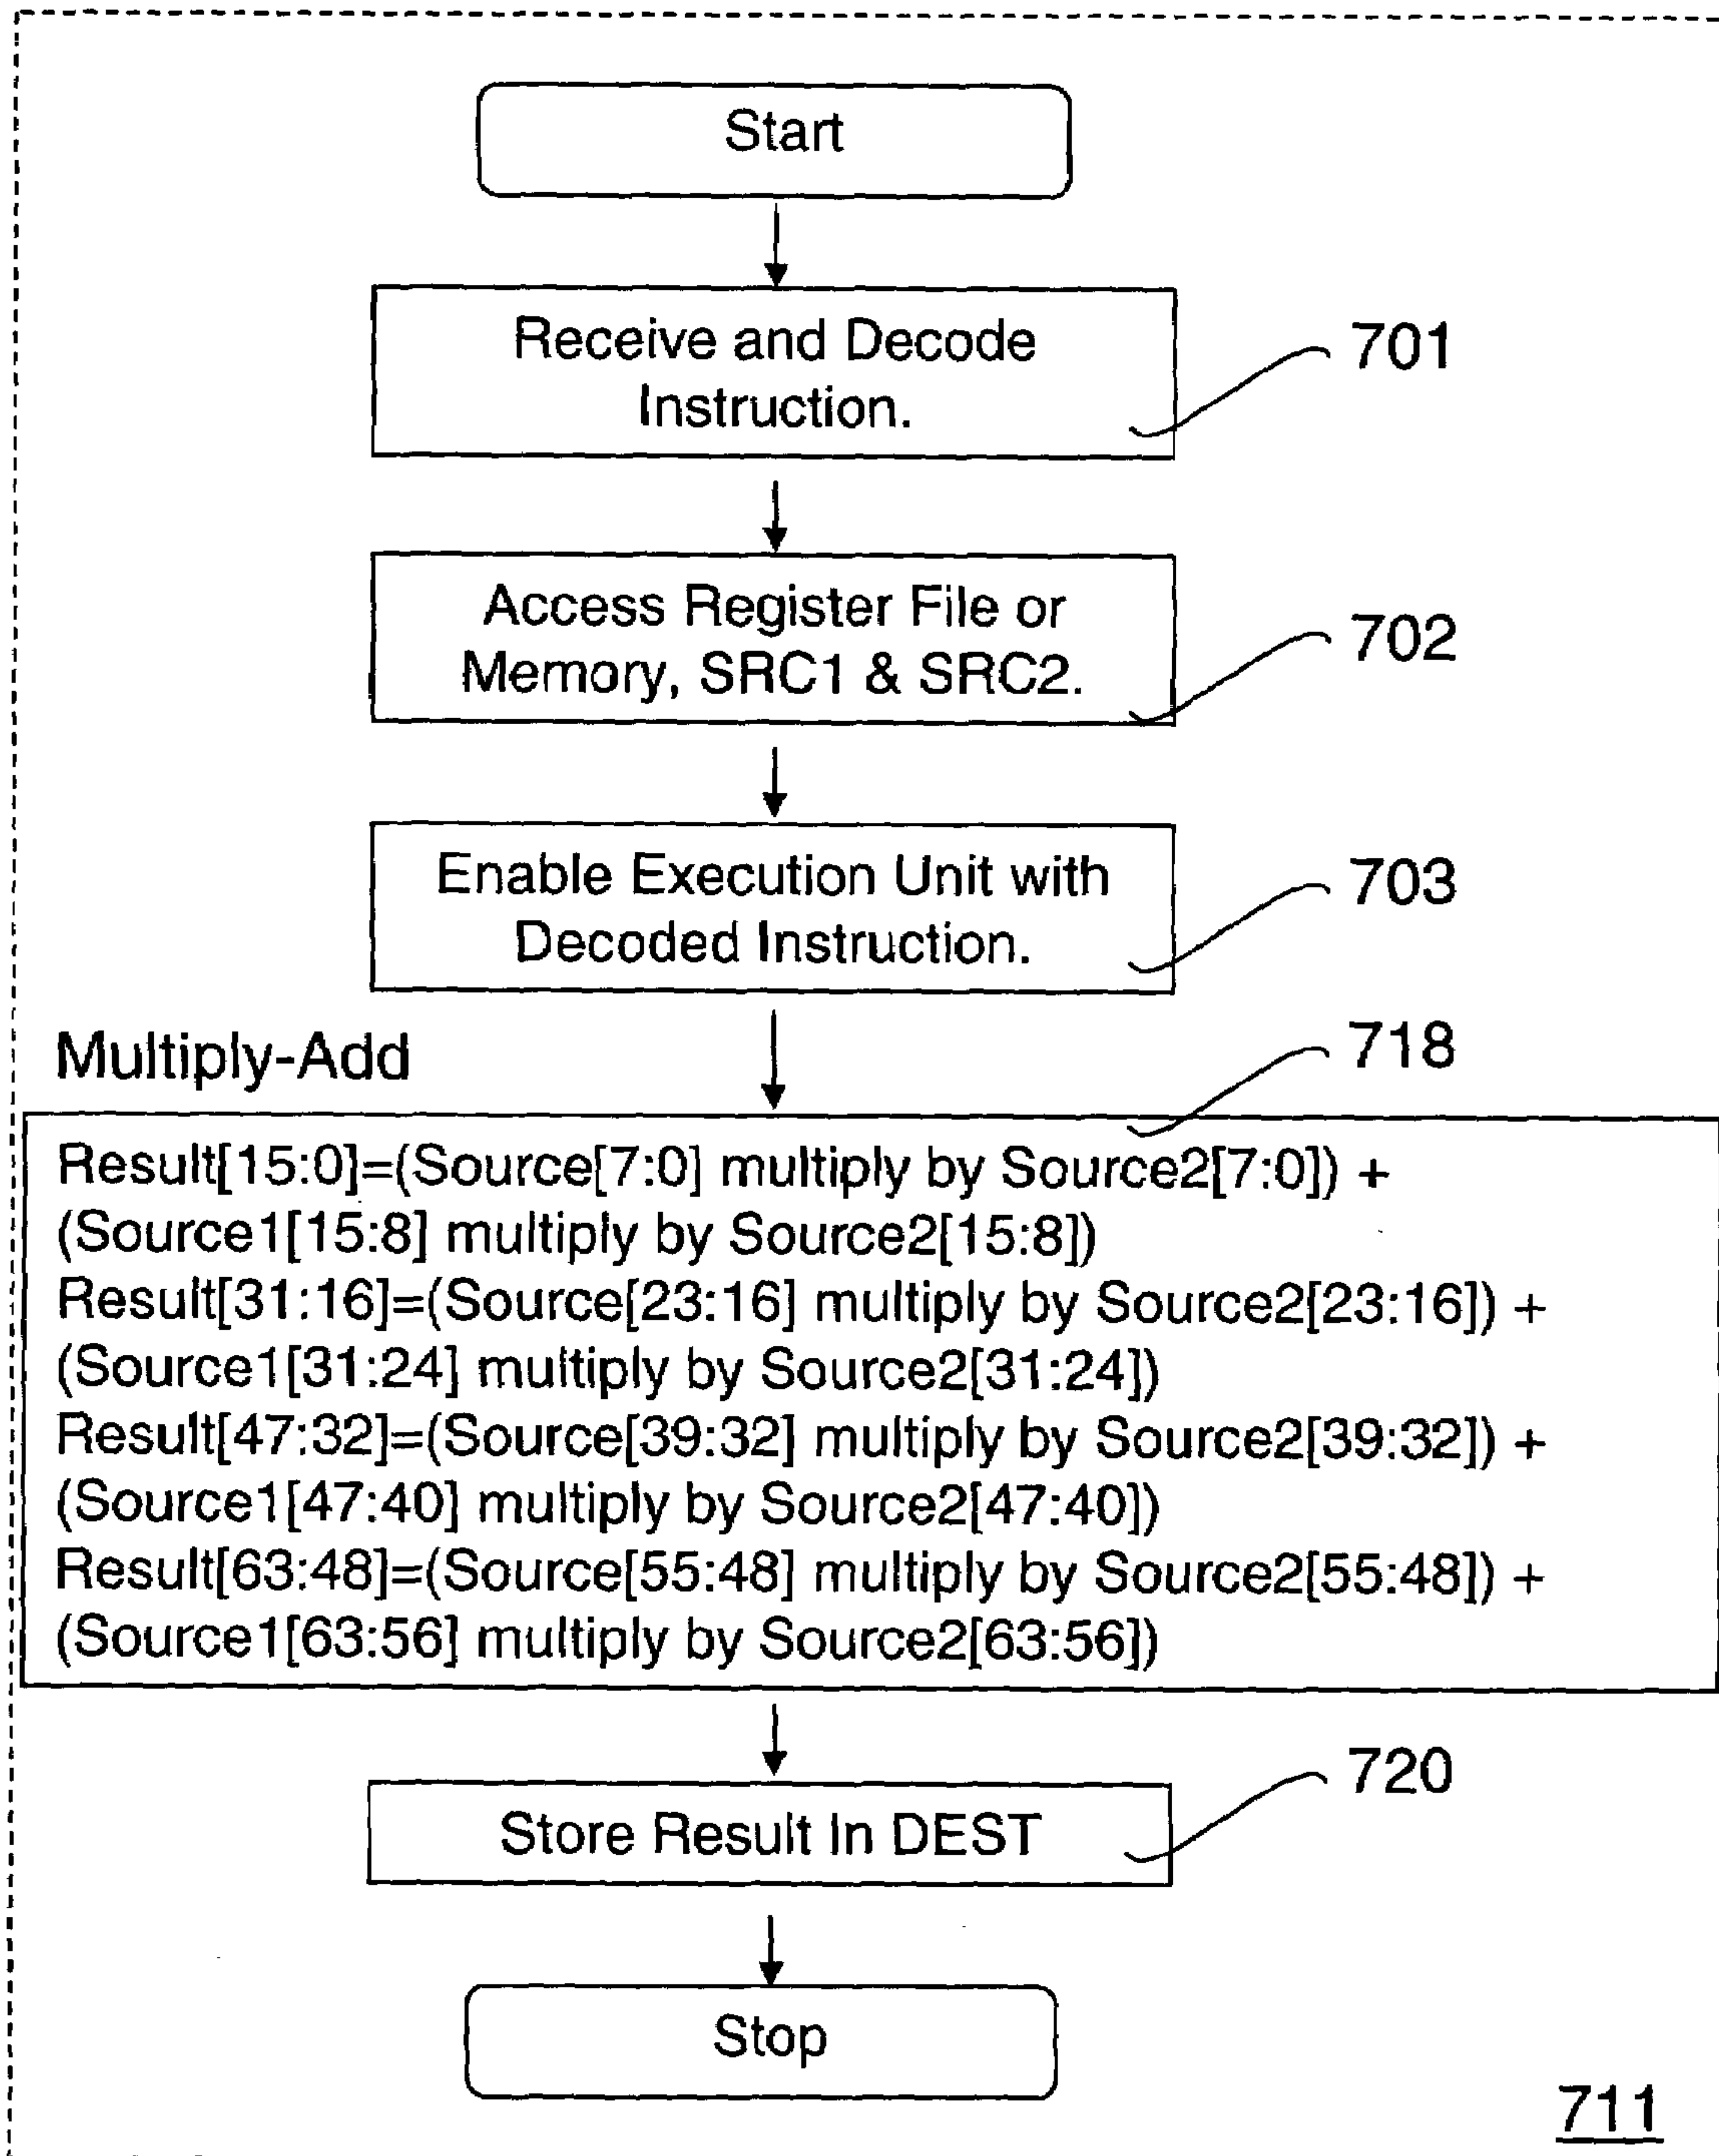 Start
Receive and Decode
Instruction.
701
Access Register File or
Memory, SRC1 & SRC2.
702
Enable Execution Unit with
Decoded Instruction.
703
Multiply-Add
718
Result[15:0]=(Source[7:0] multiply by Source2[7:0]) +
(Source1[15:8] multiply by Source2[15:8])
Result[31:16]=(Source[23:16] multiply by Source2[23:16]) +
(Source1[31:24] multiply by Source2[31:24])
Result[47:32]=(Source[39:32] multiply by Source2[39:32]) +
(Source1[47:40] multiply by Source2[47:40])
Result[63:48]=(Source[55:48] multiply by Source2[55:48]) +
(Source1[63:56] multiply by Source2[63:56])
720
Store Result In DEST
Stop
711